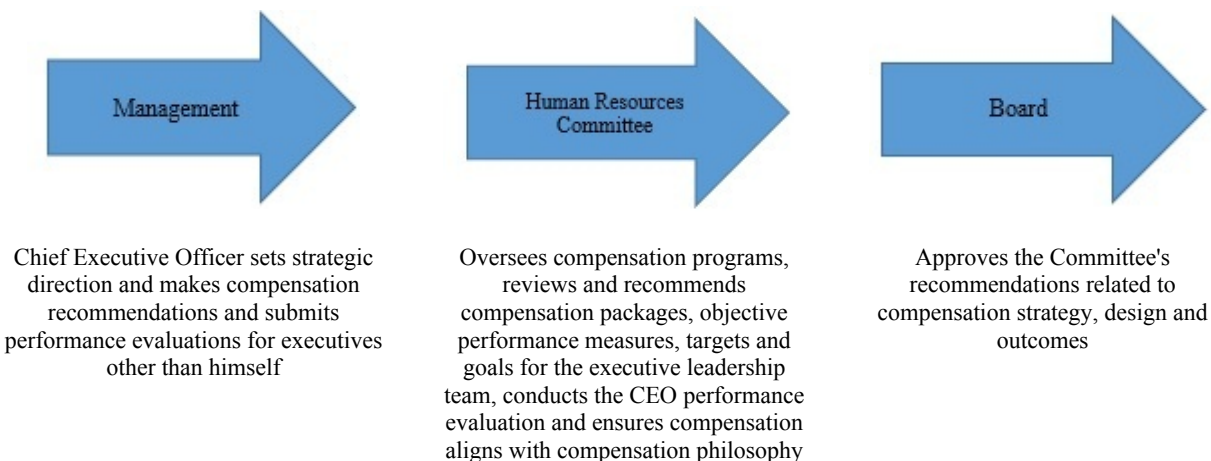 Management
Human Resources
Committee
Board
Chief Executive Officer sets strategic
direction and makes compensation
recommendations and submits
performance evaluations for executives
other than himself
Oversees compensation programs,
reviews and recommends
compensation packages, objective
performance measures, targets and
goals for the executive leadership
team, conducts the CEO performance
evaluation and ensures compensation
aligns with compensation philosophy
Approves the Committee's
recommendations related to
compensation strategy, design and
outcomes